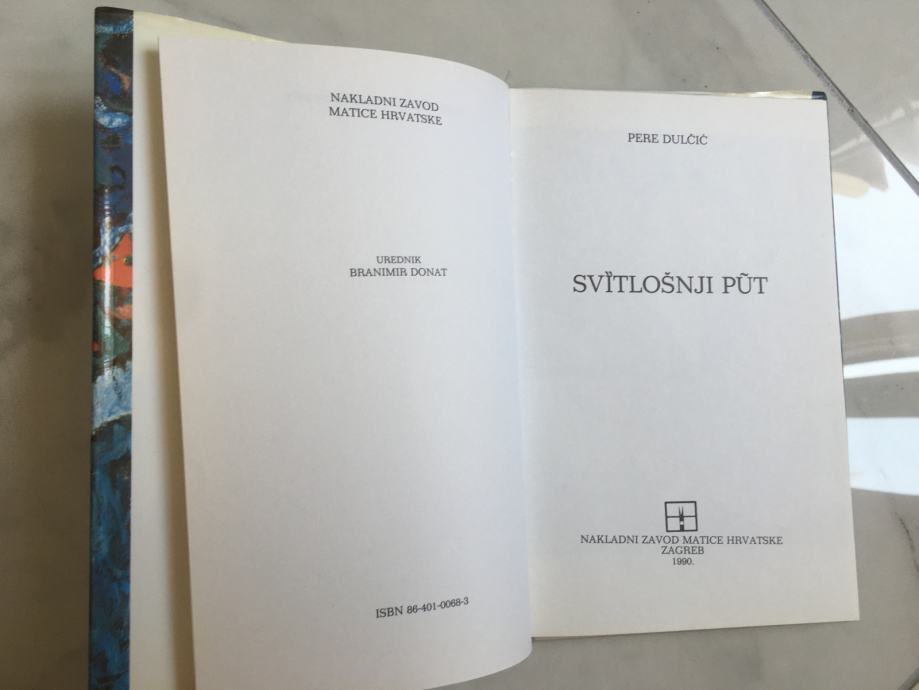 NAKLADNI ZAVOD
MATICE HRVATSKE
UREDNIK
BRANIMIR DONAT
ISBN 86-401-0068-3
PERE DULČIĆ
SVȈTLOŠNJI PŨT
NAKLADNI ZAVOD MATICE HRVATSKE
ZAGREB
1990.